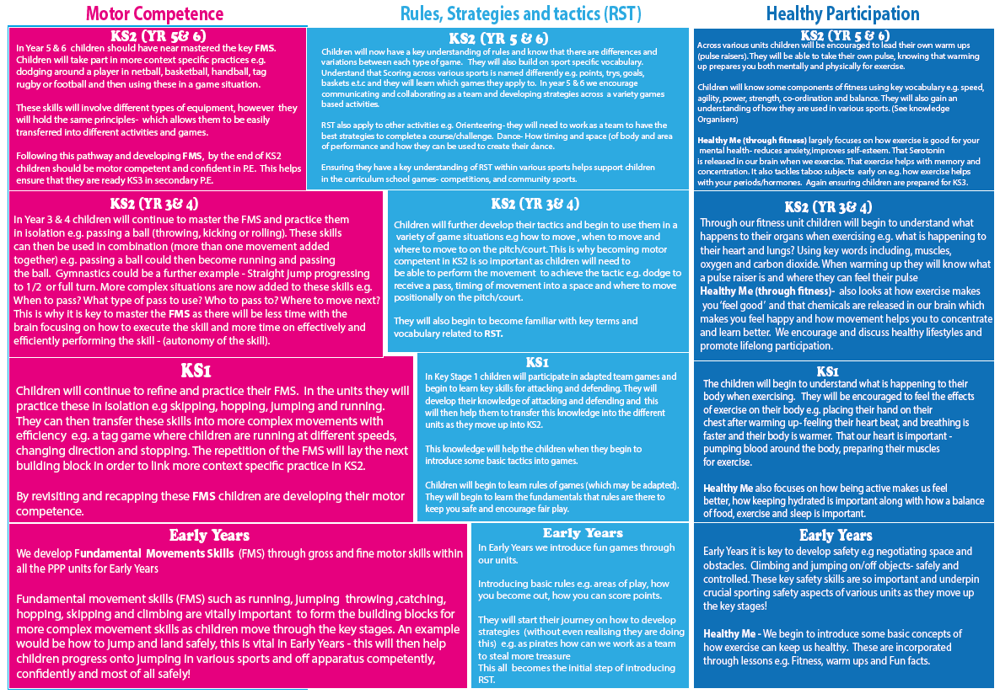 Motor Competence
Rules, Strategies and tactics (RST)
Healthy Participation
KS2 (YR 5& 6)
In Year 5 & 6  children should have near mastered the key FMS.
Children will take part in more context specific practices e.g.
dodging around a player in netball, basketball, handball, tag
rugby or football and then using these in a game situation.
These skills will involve different types of equipment, however  they
will hold the same principles-  which allows them to be easily
transferred into different activities and games.
Following this pathway and developing FMS,  by the end of KS2
children should be motor competent and confident in P.E.  This helps
ensure that they are ready KS3 in secondary P.E.
KS2 (YR 5 & 6)
Children will now have a key understanding of rules and know that there are differences and
variations between each type of game.   They will also build on sport specific vocabulary.
Understand that Scoring across various sports is named differently e.g. points, trys, goals,
baskets e.t.c and they will learn which games they apply to.  In year 5 & 6 we encourage
communicating and collaborating as a team and developing strategies across  a variety games
based activities.
RST also apply to other activities e.g. Orienteering- they will need to work as a team to have the
best strategies to complete a course/challenge.  Dance- How timing and space (of body and area
of performance and how they can be used to create their dance.
Ensuring they have a key understanding of RST within various sports helps support children
in the curriculum school games- competitions, and community sports.
KS2 (YR 5 & 6)
Across various units children will be encouraged to lead their own warm ups
(pulse raisers). They will be able to take their own pulse, knowing that warming
up prepares you both mentally and physically for exercise.
Children will know some components of fitness using key vocabulary e.g. speed,
agility, power, strength, co-ordination and balance. They will also gain an
understanding of how they are used in various sports. (See knowledge
Organisers)
Healthy Me (through fitness) largely focuses on how exercise is good for your
mental health- reduces anxiety,improves self-esteem. That Serotonin
is released in our brain when we exercise. That exercise helps with memory and
concentration. It also tackles taboo subjects  early on e.g. how exercise helps
with your periods/hormones.  Again ensuring children are prepared for KS3.
KS2 (YR 3& 4)
In Year 3 & 4 children will continue to master the FMS and practice them
in isolation e.g. passing a ball (throwing, kicking or rolling). These skills
can then be used in combination (more than one movement added
together) e.g. passing a ball could then become running and passing
the ball.  Gymnastics could be a further example - Straight jump progressing
to 1/2  or full turn. More complex situations are now added to these skills e.g.
When to pass? What type of pass to use? Who to pass to? Where to move next?
This is why it is key to master the FMS as there will be less time with the
brain focusing on how to execute the skill and more time on effectively and
efficiently performing the skill - (autonomy of the skill).
KS2 (YR 3& 4)
Children will further develop their tactics and begin to use them in a
variety of game situations e.g how to move , when to move and
where to move to on the pitch/court. This is why becoming motor
competent in KS2 is so important as children will need to
be able to perform the movement  to achieve the tactic e.g. dodge to
receive a pass, timing of movement into a space and where to move
positionally on the pitch/court.
They will also begin to become familiar with key terms and
vocabulary related to RST.
KS2 (YR 3& 4)
Through our fitness unit children will begin to understand what
happens to their organs when exercising e.g. what is happening to
their heart and lungs? Using key words including, muscles,
oxygen and carbon dioxide. When warming up they will know what
a pulse raiser is and where they can feel their pulse
Healthy Me (through fitness)-  also looks at how exercise makes
you ‘feel good’ and that chemicals are released in our brain which
makes you feel happy and how movement helps you to concentrate
and learn better.  We encourage and discuss healthy lifestyles and
promote lifelong participation.
KS1
Children will continue to refine and practice their FMS.  In the units they will
practice these in isolation e.g skipping, hopping, jumping and running.
They can then transfer these skills into more complex movements with
efficiency  e.g. a tag game where children are running at different speeds,
changing direction and stopping. The repetition of the FMS will lay the next
building block in order to link more context specific practice in KS2.
By revisiting and recapping these FMS children are developing their motor
competence.
KS1
In Key Stage 1 children will participate in adapted team games and
begin to learn key skills for attacking and defending. They will
develop their knowledge of attacking and defending and  this
will then help them to transfer this knowledge into the different
units as they move up into KS2.
This knowledge will help the children when they begin to
introduce some basic tactics into games.
Children will begin to learn rules of games (which may be adapted).
They will begin to learn the fundamentals that rules are there to
keep you safe and encourage fair play.
KS1
The children will begin to understand what is happening to their
body when exercising.   They will be encouraged to feel the effects
of exercise on their body e.g. placing their hand on their
chest after warming up- feeling their heart beat, and breathing is
faster and their body is warmer.  That our heart is important -
pumping blood around the body, preparing their muscles
for exercise.
Healthy Me also focuses on how being active makes us feel
better, how keeping hydrated is important along with how a balance
of food, exercise and sleep is important.
Early Years
We develop Fundamental  Movements Skills  (FMS) through gross and fine motor skills within
all the PPP units for Early Years
Fundamental movement skills (FMS) such as running, jumping  throwing ,catching,
hopping, skipping and climbing are vitally important  to form the building blocks for
more complex movement skills as children move through the key stages. An example
would be how to jump and land safely, this is vital in Early Years - this will then help
children progress onto jumping in various sports and off apparatus competently,
confidently and most of all safely!
Early Years
In Early Years we introduce fun games through
our units.
Introducing basic rules e.g. areas of play, how
you become out, how you can score points.
They will start their journey on how to develop
strategies  (without even realising they are doing
this)  e.g. as pirates how can we work as a team
to steal more treasure
This all  becomes the initial step of introducing
RST.
Early Years
Early Years it is key to develop safety e.g negotiating space and
obstacles.  Climbing and jumping on/off objects- safely and
controlled. These key safety skills are so important and underpin
crucial sporting safety aspects of various units as they move up
the key stages!
Healthy Me - We begin to introduce some basic concepts of
how exercise can keep us healthy.  These are incorporated
through lessons e.g. Fitness, warm ups and Fun facts.